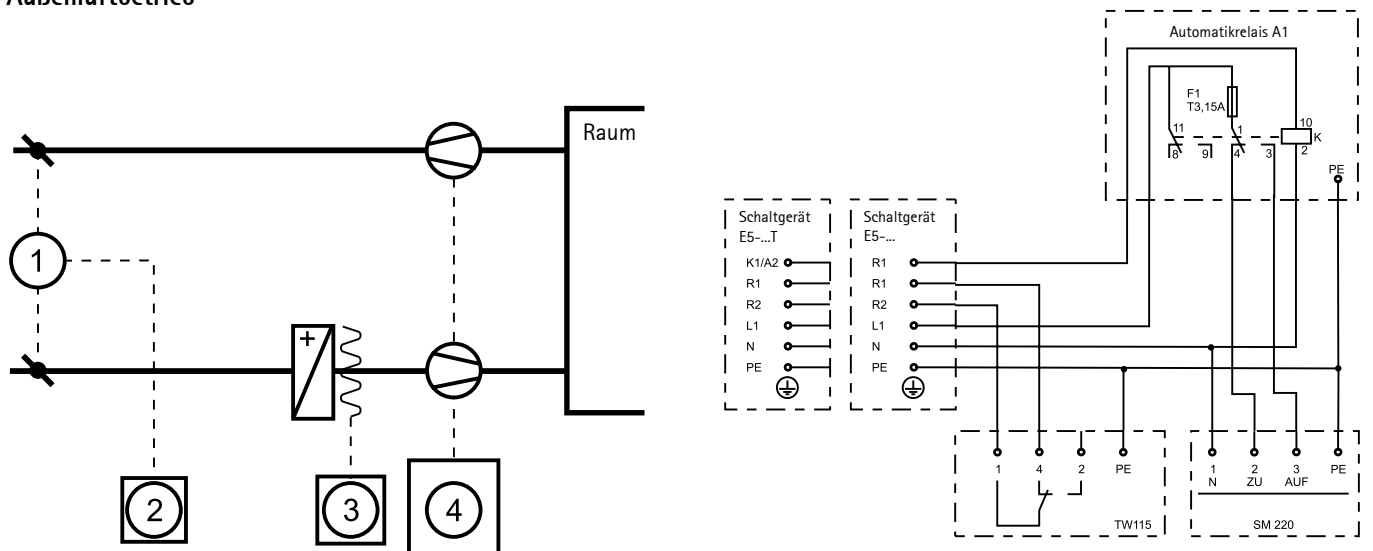 Außenluftbetrieb
Raum
+
1
2
3
4
Automatikrelais A1
F1
T3,15A
11
1
10
K
8
9
4
3
2
PE
Schaltgerät
E5-...T
K1/A2
R1
R2
L1
N
PE
Schaltgerät
E5-...
R1
R1
R2
L1
N
PE
1
4
2
PE
TW115
1
2
3
PE
N
ZU
AUF
SM 220